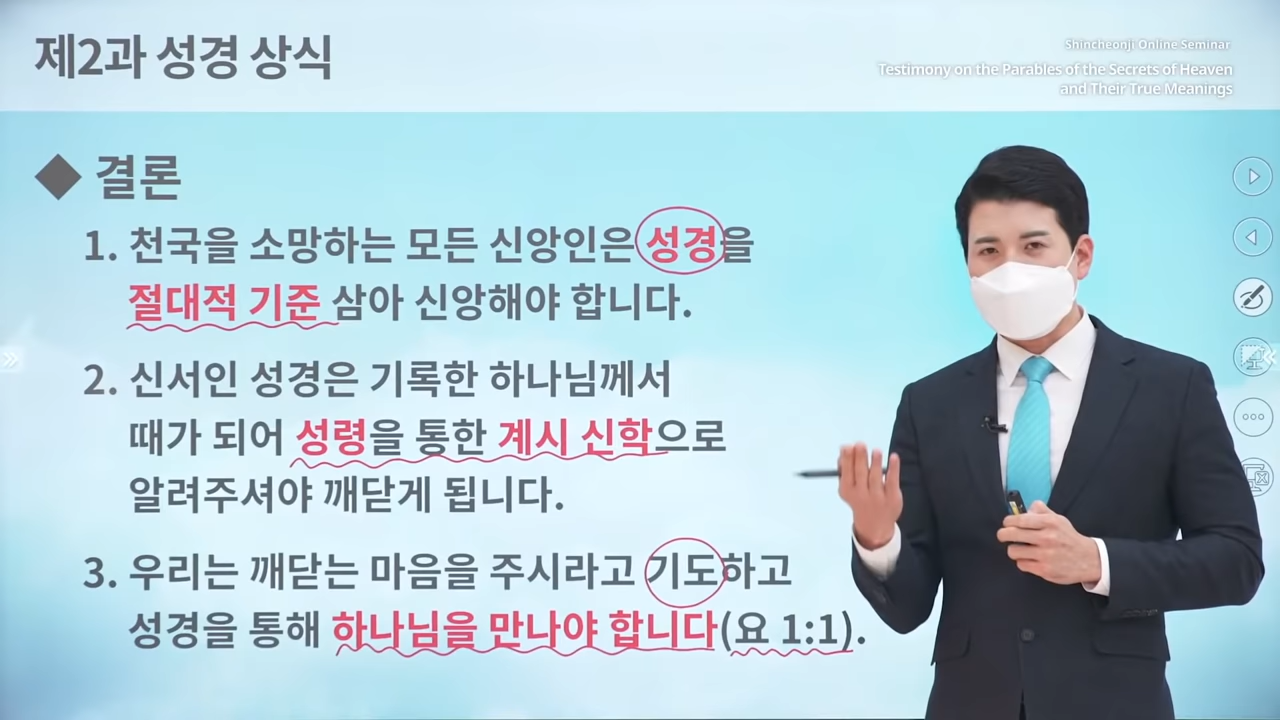 제2과 성경 상식
Shincheonji Online Seminar
Testimony on the Parables of the Secrets of Heaven
and Their True Meanings
◆ 결론
1. 천국을 소망하는 모든 신앙인은 성경을
절대적 기준 삼아 신앙해야 합니다.
2. 신서인 성경은 기록한 하나님께서
때가 되어 성령을 통한 계시 신학으로
알려주셔야 깨닫게 됩니다.
3. 우리는 깨닫는 마음을 주시라고 기도하고
성경을 통해 하나님을 만나야 합니다(요 1:1).